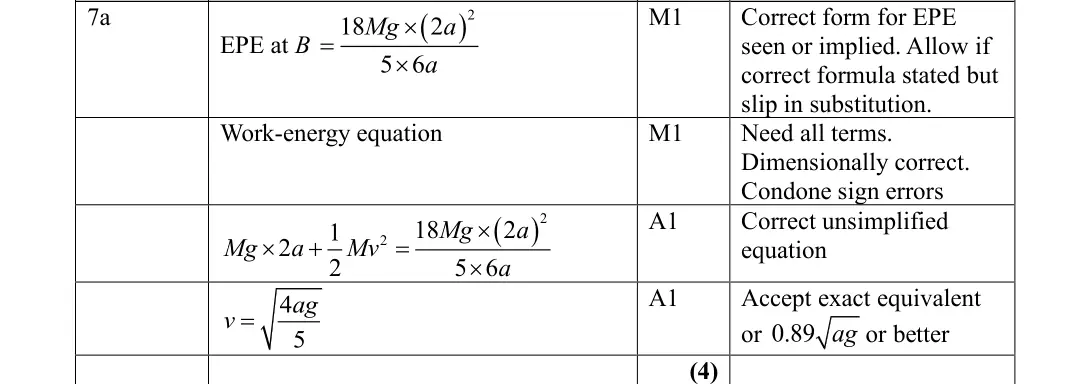 7a
EPE at B = 18Mg × (2a)² / 5 × 6a
M1
Correct form for EPE
seen or implied. Allow if
correct formula stated but
slip in substitution.
Work-energy equation
M1
Need all terms.
Dimensionally correct.
Condone sign errors
Mg × 2a + 1/2 Mv² = 18Mg × (2a)² / 5 × 6a
A1
Correct unsimplified
equation
v = √(4ag / 5)
A1
Accept exact equivalent
or 0.89√ag or better
(4)